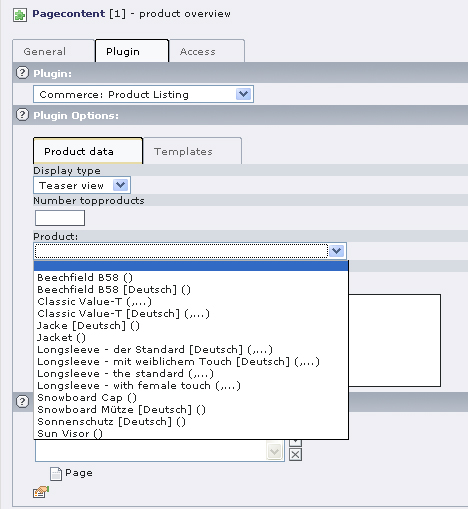 Pagecontent [1] - product overview
General Plugin Access
Plugin:
Commerce: Product Listing
Plugin Options:
Product data Templates
Display type
Teaser view
Number topproducts
Product:
Beechfield B58 ()
Beechfield B58 [Deutsch] ()
Classic Value-T (,...)
Classic Value-T [Deutsch] (,...)
Jacke [Deutsch] ()
Jacket ()
Longsleeve - der Standard [Deutsch] (,...)
Longsleeve - mit weiblichem Touch [Deutsch] (,...)
Longsleeve - the standard (,...)
Longsleeve - with female touch (,...)
Snowboard Cap ()
Snowboard Mütze [Deutsch] ()
Sonnenschutz [Deutsch] ()
Sun Visor ()
Page